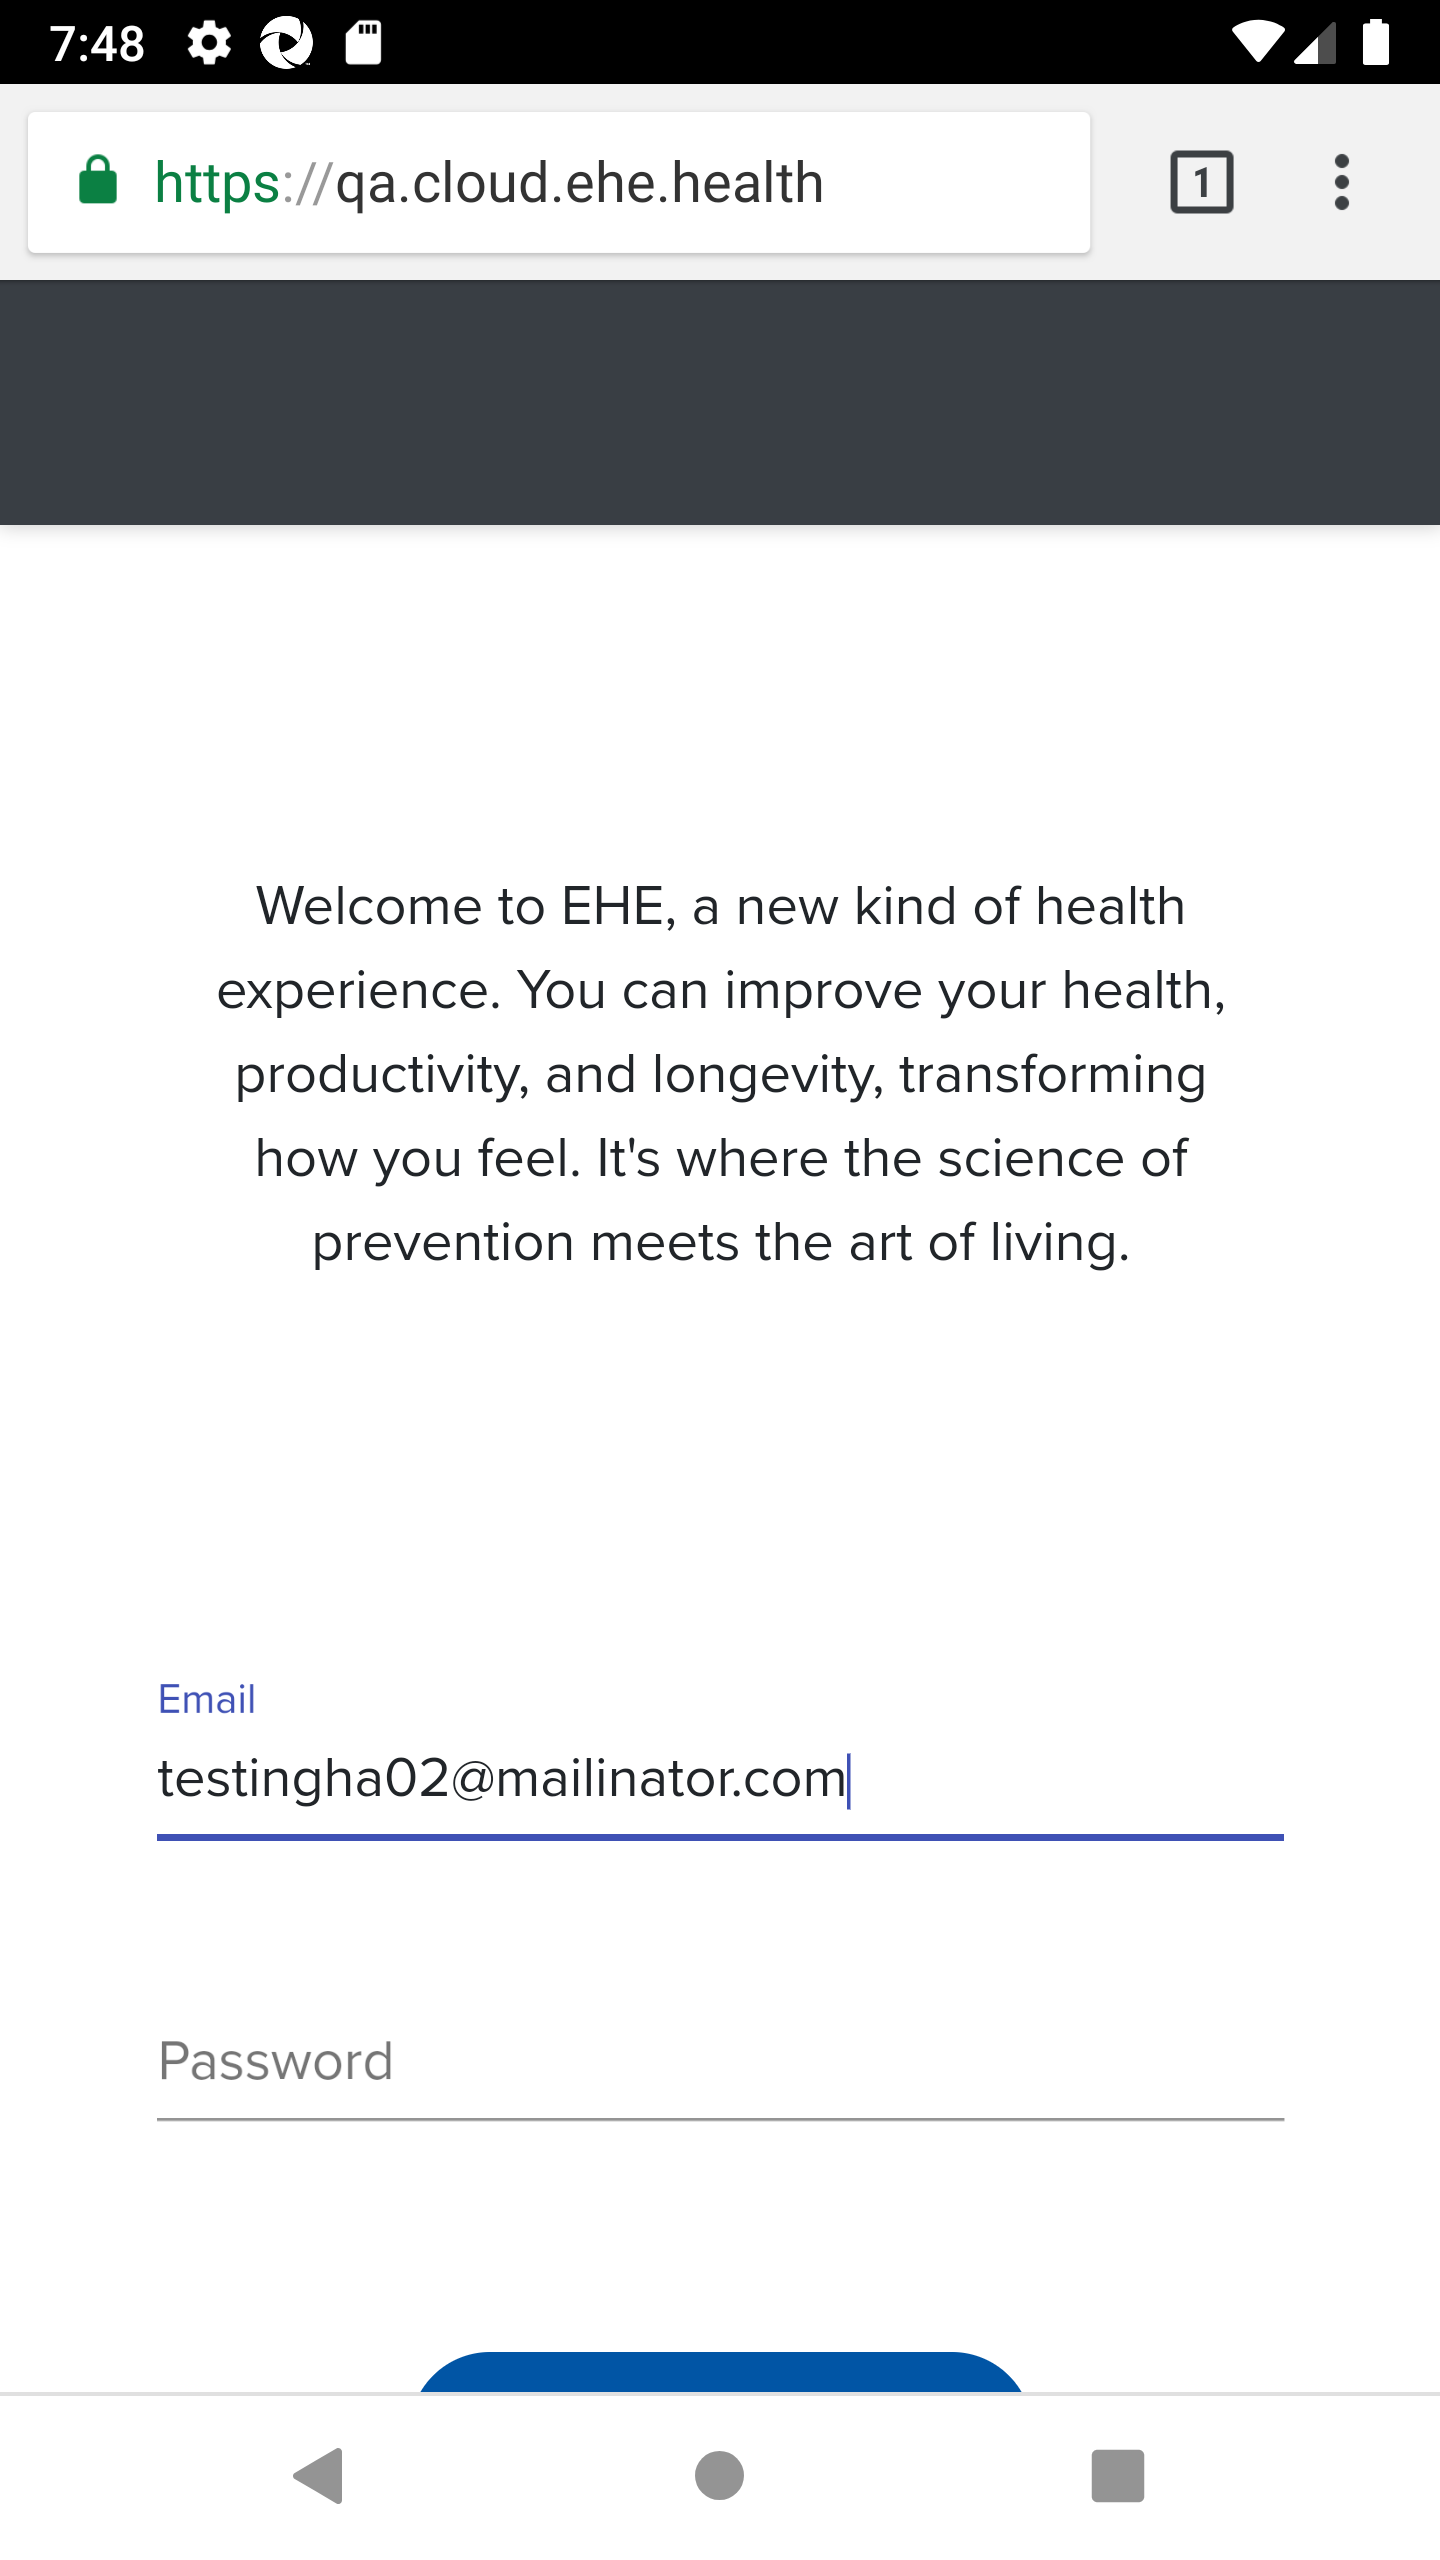 7:48
https://qa.cloud.ehe.health
1
Welcome to EHE, a new kind of health
experience. You can improve your health,
productivity, and longevity, transforming
how you feel. It's where the science of
prevention meets the art of living.
Email
testingha02@mailinator.com
Password